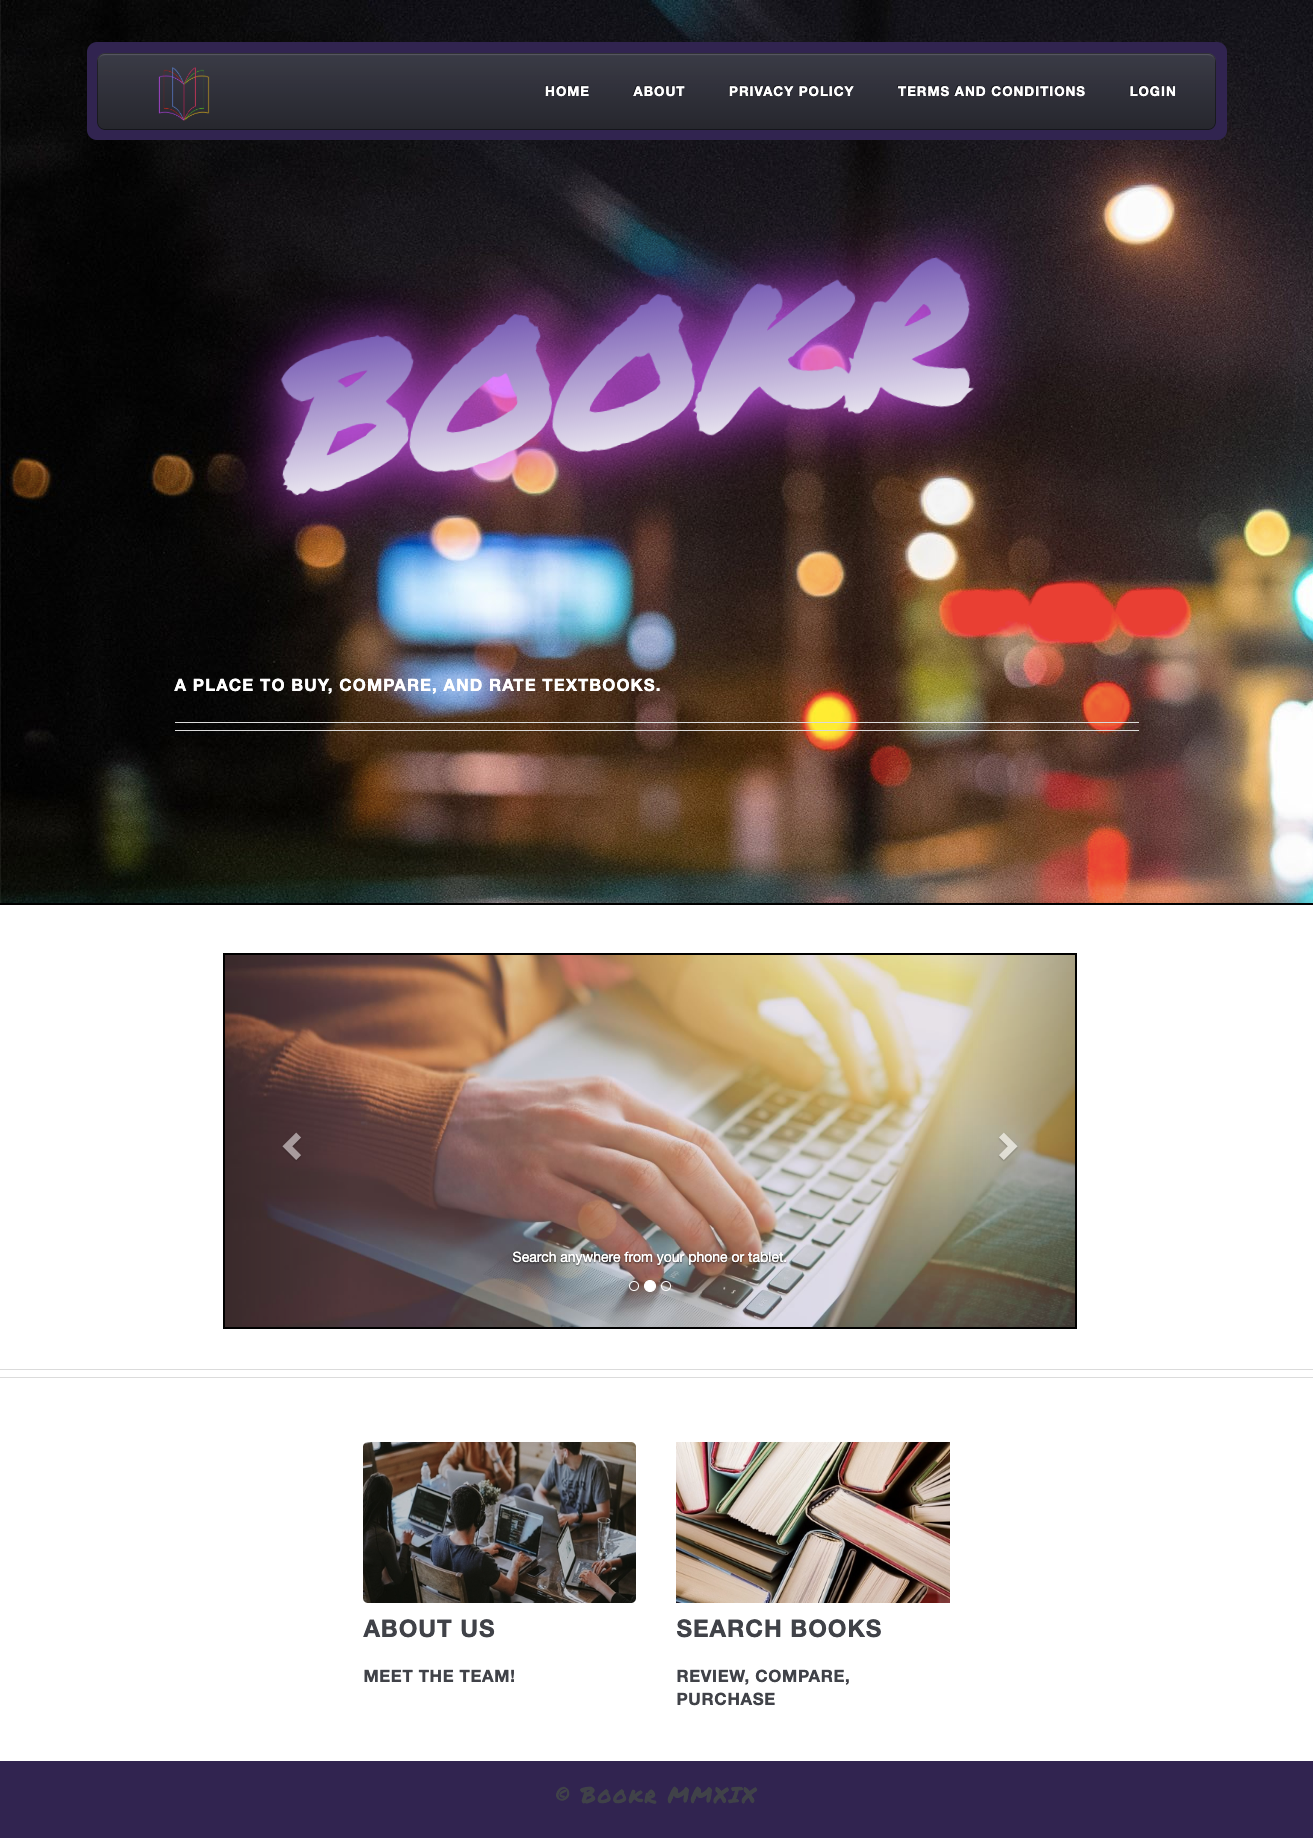 HOME ABOUT PRIVACY POLICY TERMS AND CONDITIONS LOGIN
BOOKR
A PLACE TO BUY, COMPARE, AND RATE TEXTBOOKS.
Search anywhere from your phone or tablet.
ABOUT US
MEET THE TEAM!
SEARCH BOOKS
REVIEW, COMPARE,
PURCHASE
© Bookr MMXIX